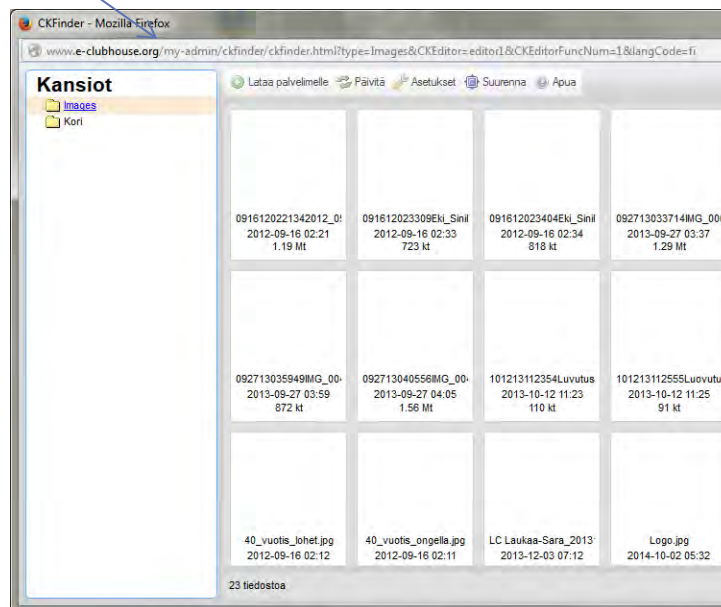 CKFinder - Mozilla Firefox
www.e-clubhouse.org/my-admin/ckfinder/ckfinder.html?type=Images&CKEditor=editor1&CKEditorFuncNum=1&langCode=fi
Kansiot
Images
Kori
Lataa palvelimelle Päivitä Asetukset Suurenna Apua
0916120221342012_0 091612023309Eki_Sinil 091612023404Eki_Sinil 092713033714IMG_00
2012-09-16 02:21 2012-09-16 02:33 2012-09-16 02:34 2013-09-27 03:37
1.19 Mt 723 kt 818 kt 1.29 Mt
092713035949IMG_00 092713040556IMG_00 101213112354Luvutus 101213112555Luovutu
2013-09-27 03:59 2013-09-27 04:05 2013-10-12 11:23 2013-10-12 11:25
872 kt 1.56 Mt 110 kt 91 kt
40_vuotis_lohet.jpg 40_vuotis_ongella.jpg LC Laukaa-Sara_2013 Logo.jpg
2012-09-16 02:12 2012-09-16 02:11 2013-12-03 07:12 2014-10-02 05:32
23 tiedostoa